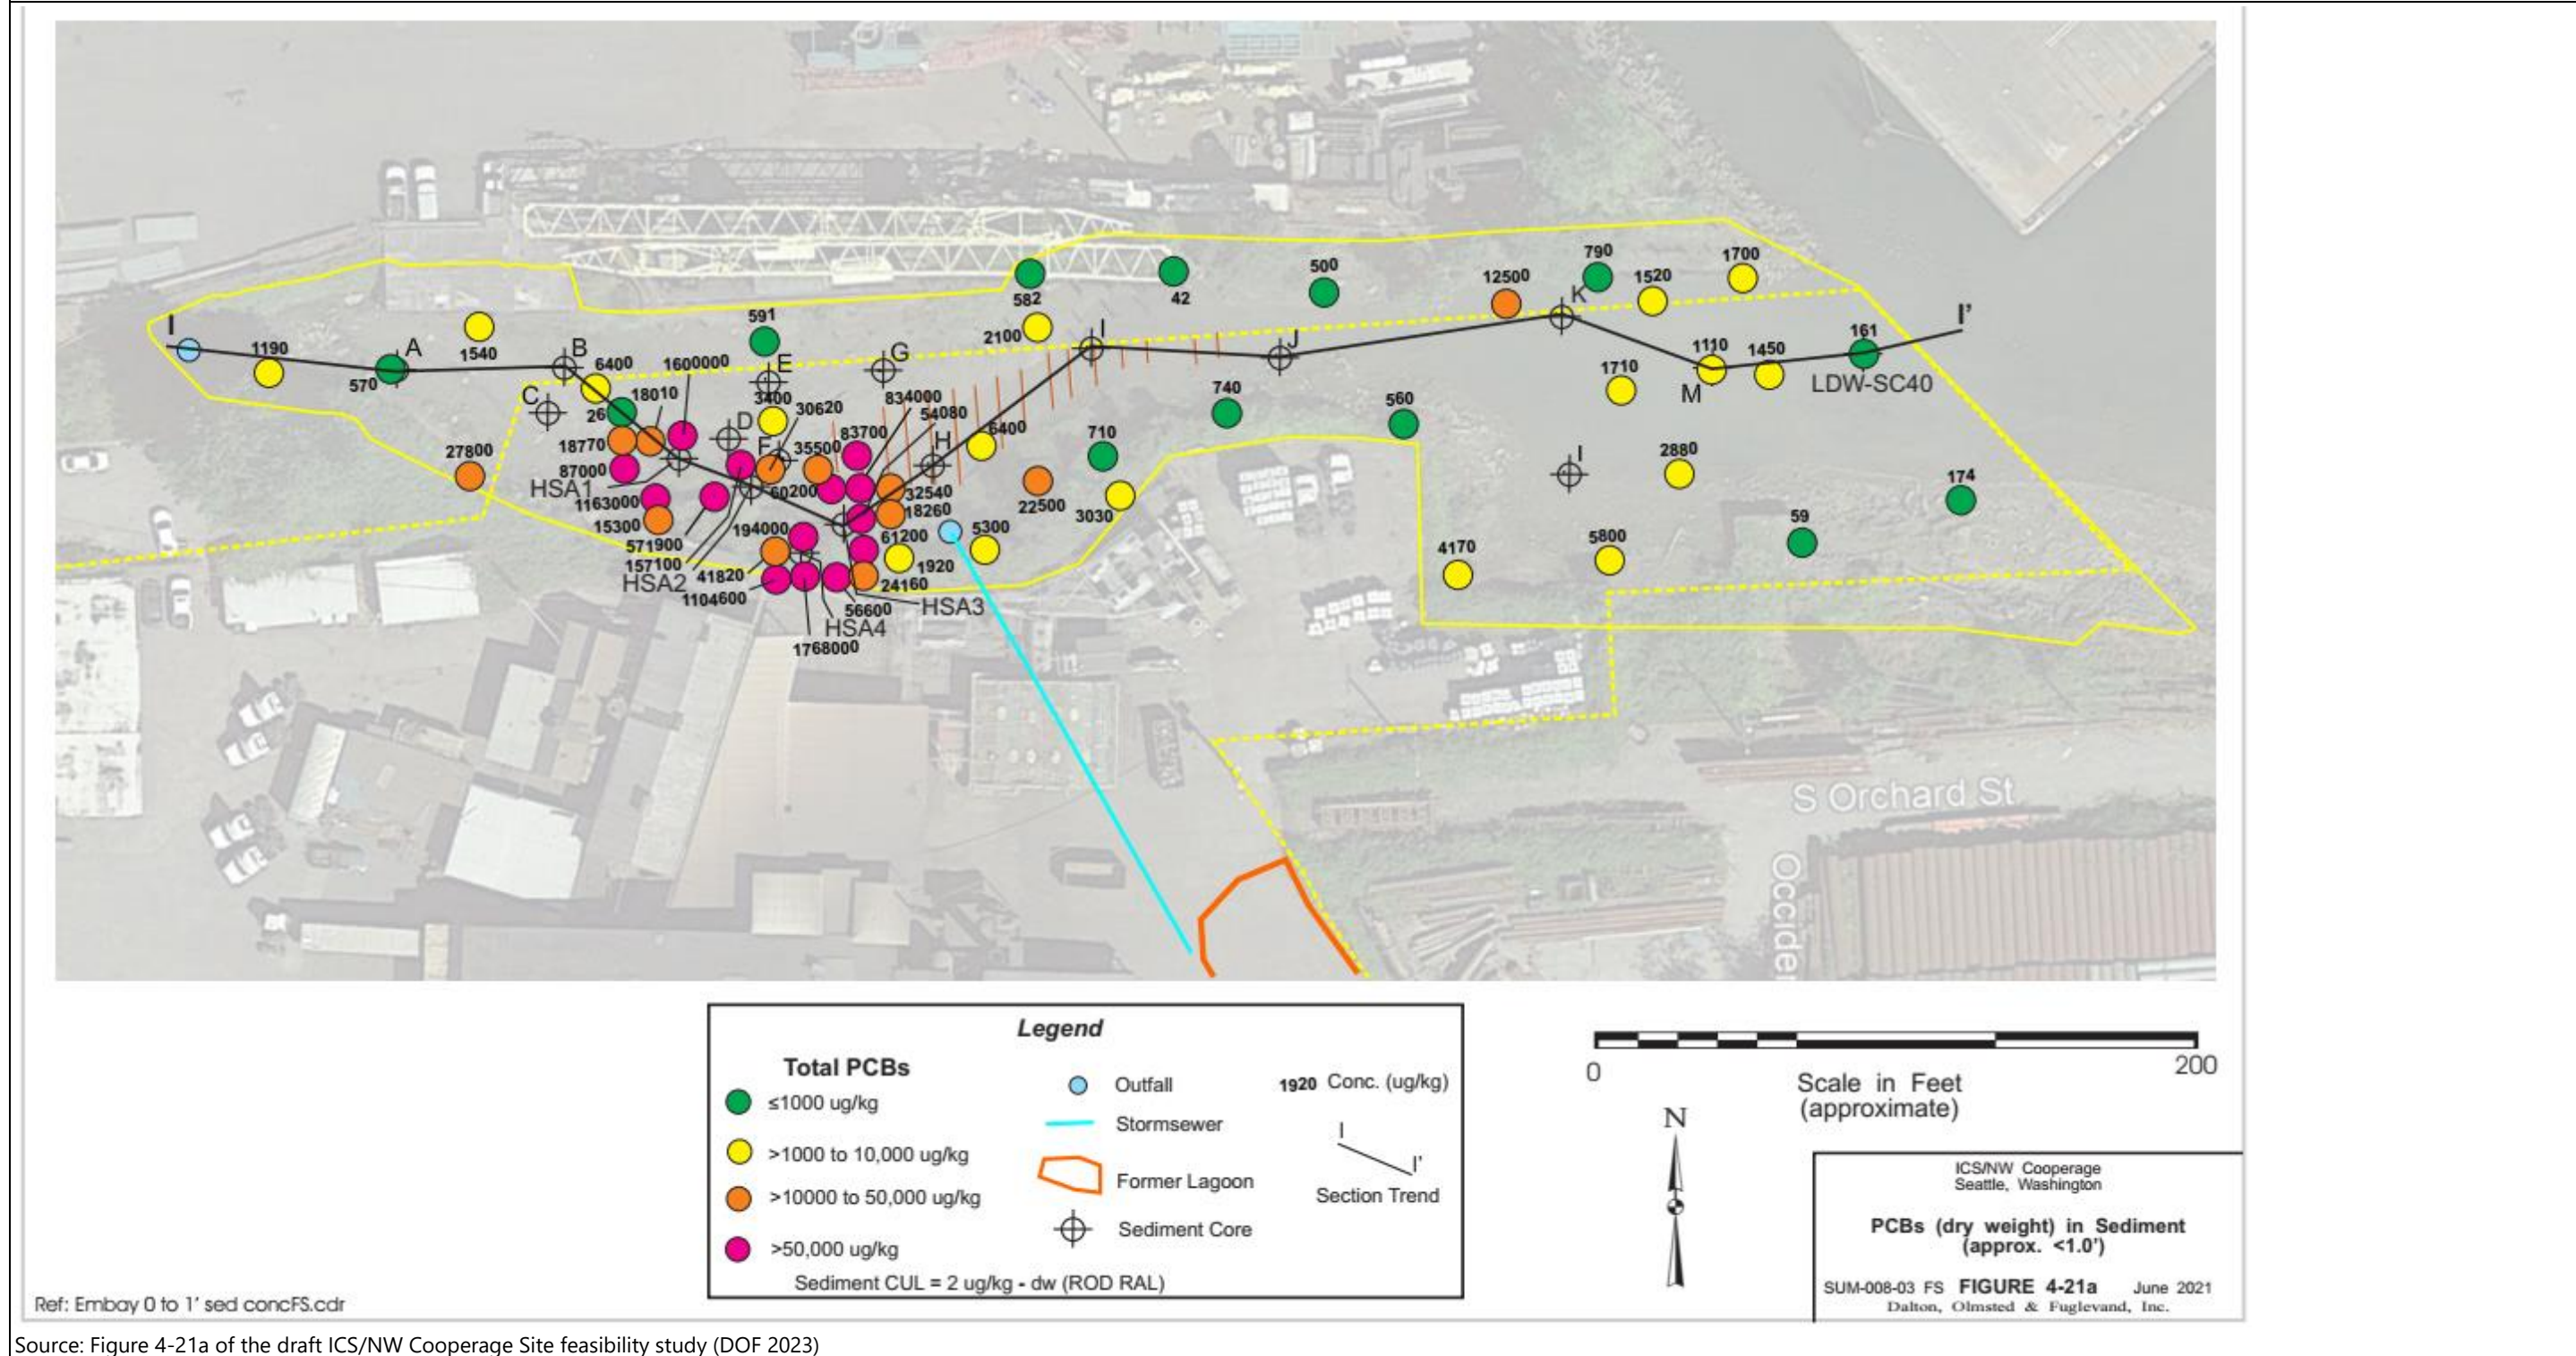 790
1700
500
1520
12500
K
582
42
I
591
I'
2100
I
J
161
1190
A
B
1540
6400
1600000
E
G
1110
1450
570
1710
M
LDW-SC40
C
26
18010
3400
30620
834000
54080
740
560
D
18770
F
35500
83700
H
6400
710
27800
87000
HSA1
60200
32540
I
2880
174
1163000
18260
22500
3030
15300
194000
61200
5300
59
571900
157100
41820
1920
4170
5800
HSA2
24160
1104600
56600
HSA3
HSA4
1768000
S Orchard St
Occiden
Legend
Total PCBs
≤1000 ug/kg
>1000 to 10,000 ug/kg
>10000 to 50,000 ug/kg
>50,000 ug/kg
Outfall
Stormsewer
Former Lagoon
Sediment Core
1920 Conc. (ug/kg)
I
I'
Section Trend
Sediment CUL = 2 ug/kg - dw (ROD RAL)
0
200
Scale in Feet
(approximate)
N
ICS/NW Cooperage
Seattle, Washington
PCBs (dry weight) in Sediment
(approx. <1.0')
SUM-008-03 FS FIGURE 4-21a June 2021
Dalton, Olmsted & Fuglevand, Inc.
Ref: Embay 0 to 1' sed concFS.cdr
Source: Figure 4-21a of the draft ICS/NW Cooperage Site feasibility study (DOF 2023)